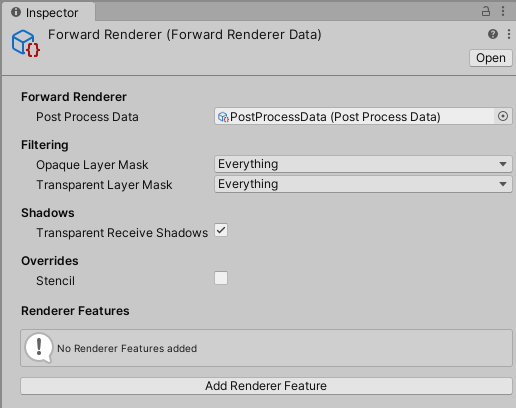 Inspector
Forward Renderer (Forward Renderer Data)
Open
Forward Renderer
Post Process Data PostProcessData (Post Process Data)
Filtering
Opaque Layer Mask Everything
Transparent Layer Mask Everything
Shadows
Transparent Receive Shadows
Overrides
Stencil
Renderer Features
No Renderer Features added
Add Renderer Feature